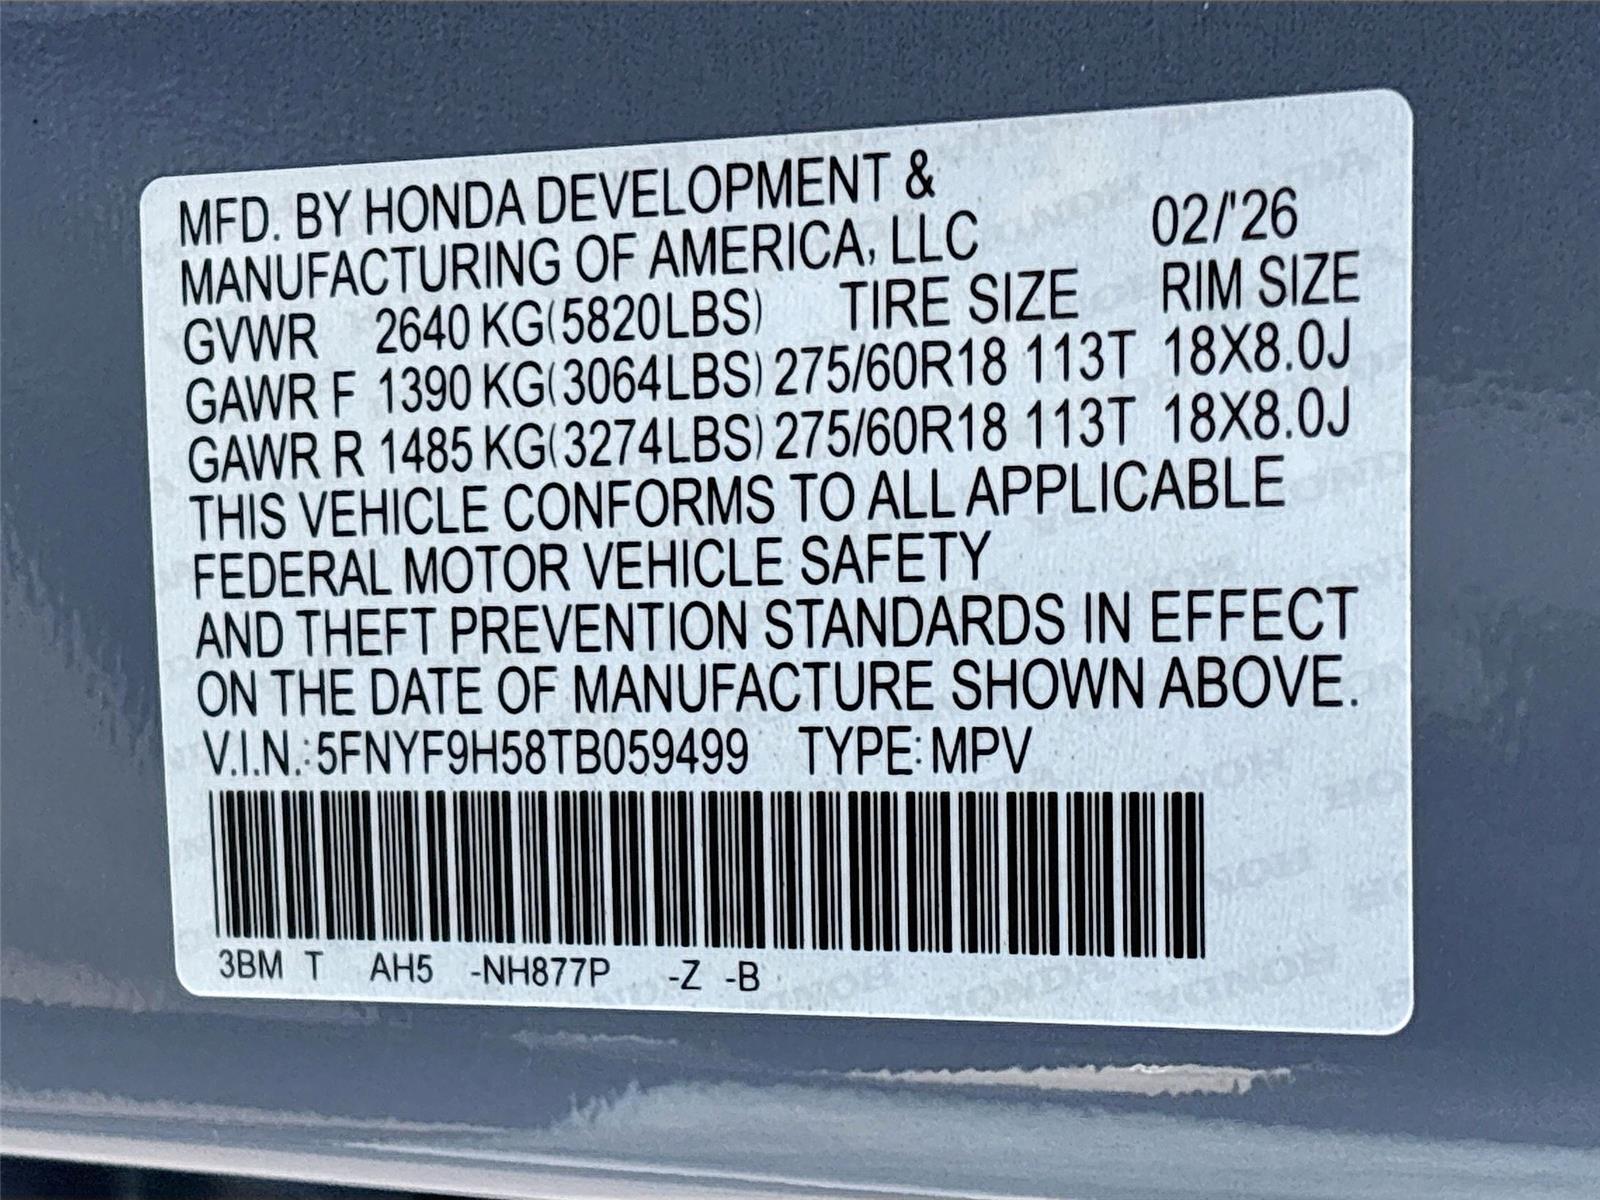 MFD. BY HONDA DEVELOPMENT &
MANUFACTURING OF AMERICA, LLC 02/'26
GVWR 2640 KG(5820LBS) TIRE SIZE RIM SIZE
GAWR F 1390 KG(3064LBS) 275/60R18 113T 18X8.0J
GAWR R 1485 KG(3274LBS) 275/60R18 113T 18X8.0J
THIS VEHICLE CONFORMS TO ALL APPLICABLE
FEDERAL MOTOR VEHICLE SAFETY
AND THEFT PREVENTION STANDARDS IN EFFECT
ON THE DATE OF MANUFACTURE SHOWN ABOVE.
V.I.N.:5FNYF9H58TB059499 TYPE:MPV
3BM T AH5 -NH877P -Z -B